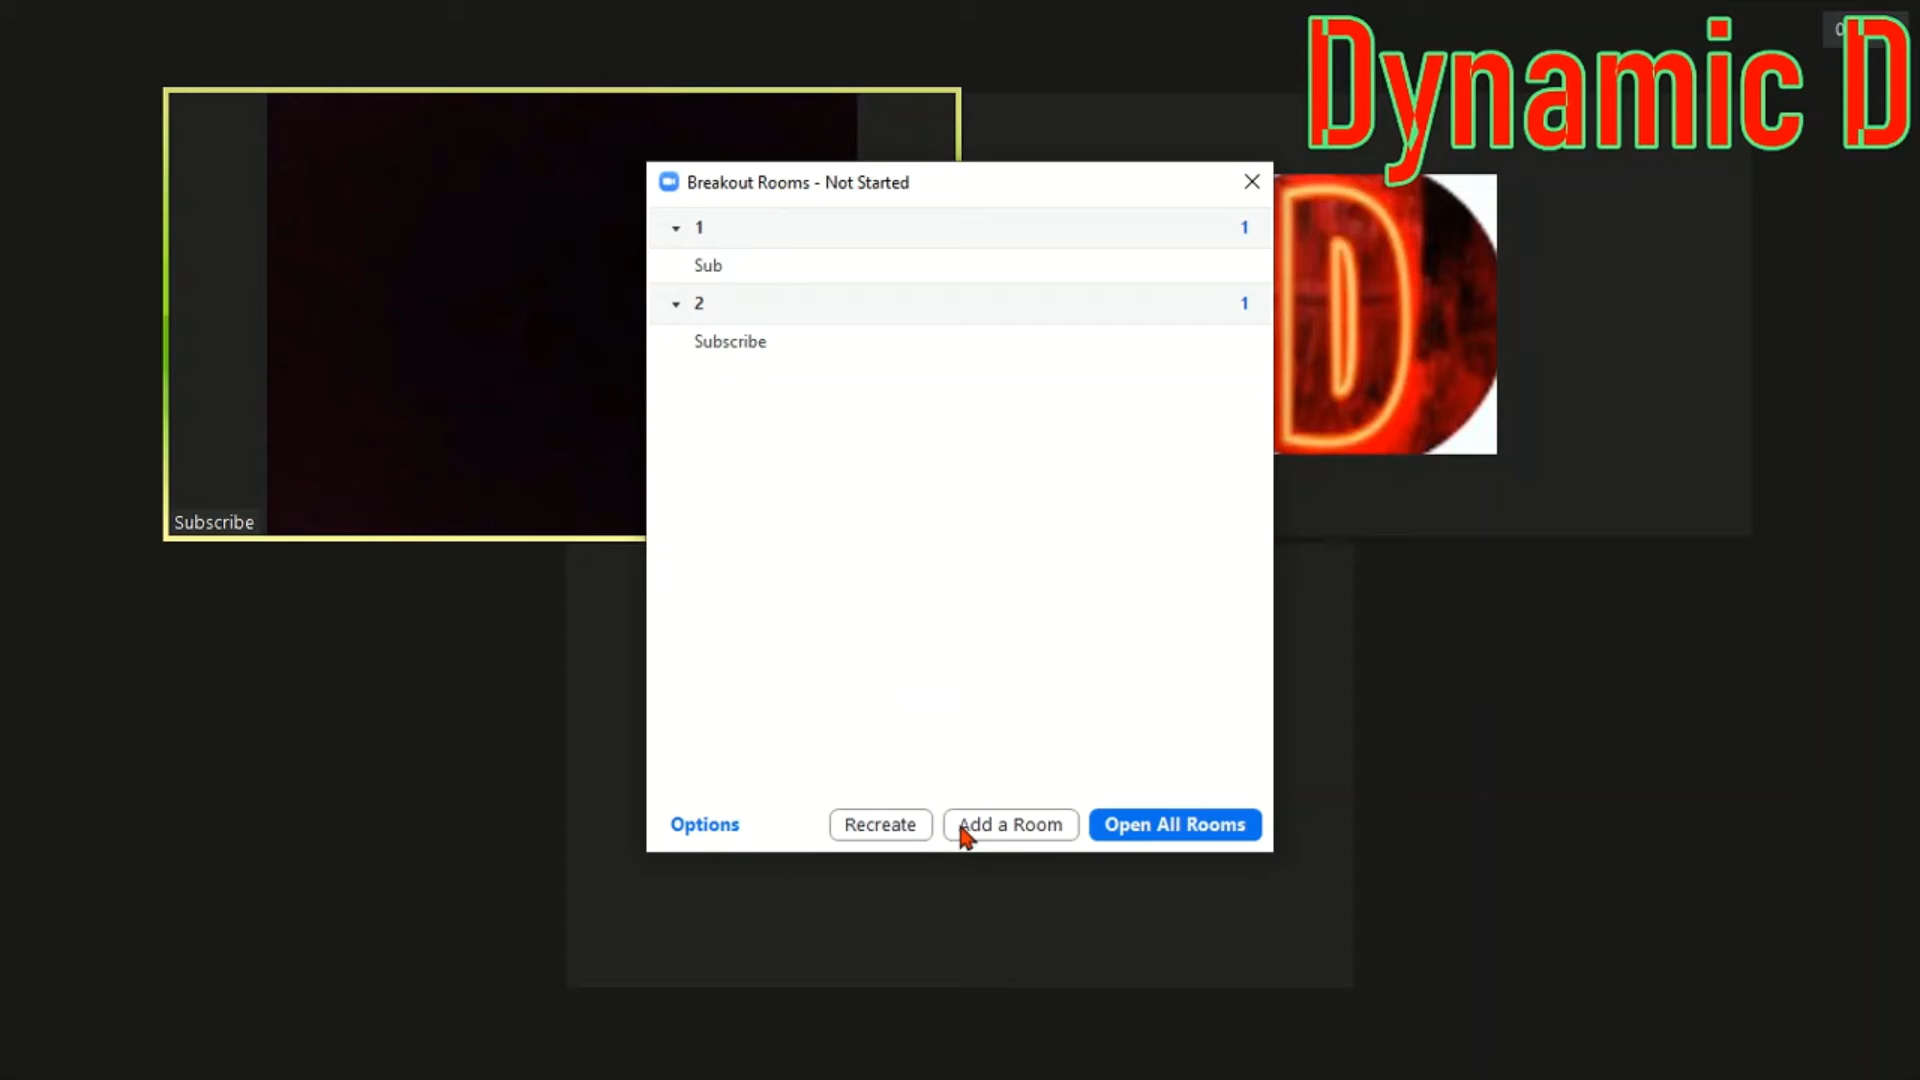 Dynamic D
Breakout Rooms - Not Started
1 1
Sub
2 1
Subscribe
Subscribe
Options Recreate Add a Room Open All Rooms
D